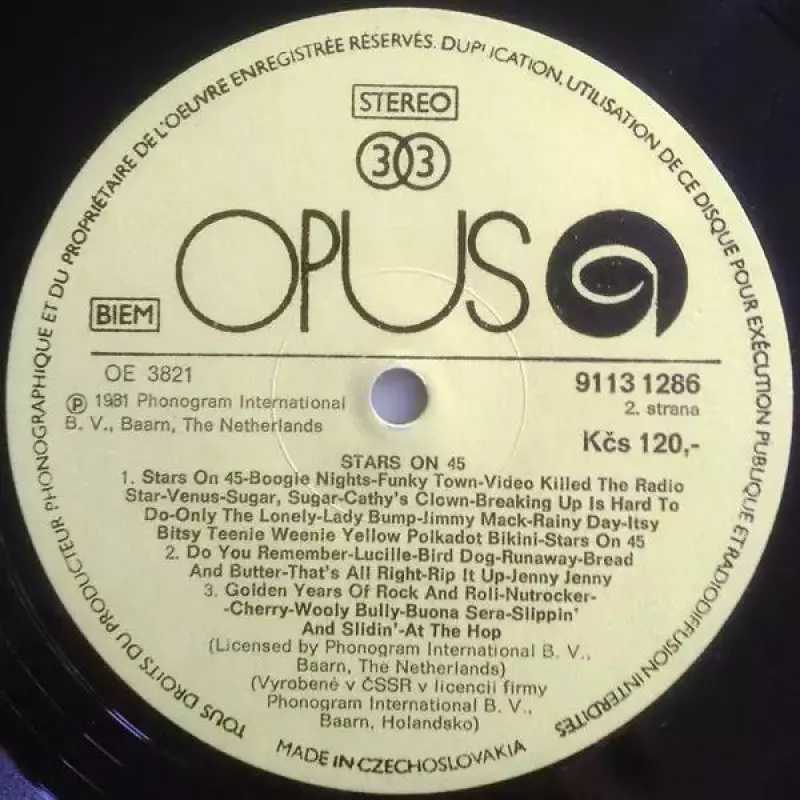 TOUS DROITS DU PRODUCTEUR PHONOGRAPHIQUE ET DU PROPRIÉTAIRE DE L'OEUVRE ENREGISTRÉE RÉSERVÉS. DUPLICATION, UTILISATION DE CE DISQUE POUR EXÉCUTION PUBLIQUE ET RADIODIFFUSION INTERDITES
STEREO
33
OPUS
BIEM
OE 3821
9113 1286
Ⓟ 1981 Phonogram International
2. strana
B. V., Baarn, The Netherlands
Kčs 120,-
STARS ON 45
1. Stars On 45-Boogie Nights-Funky Town-Video Killed The Radio
Star-Venus-Sugar, Sugar-Cathy's Clown-Breaking Up Is Hard To
Do-Only The Lonely-Lady Bump-Jimmy Mack-Rainy Day-Itsy
Bitsy Teenie Weenie Yellow Polkadot Bikini-Stars On 45
2. Do You Remember-Lucille-Bird Dog-Runaway-Bread
And Butter-That's All Right-Rip It Up-Jenny Jenny
3. Golden Years Of Rock And Roll-Nutrocker-
-Cherry-Wooly Bully-Buona Sera-Slippin'
And Slidin'-At The Hop
(Licensed by Phonogram International B. V.,
Baarn, The Netherlands)
(Vyrobené v ČSSR v licencii firmy
Phonogram International B. V.,
Baarn, Holandsko)
MADE IN CZECHOSLOVAKIA